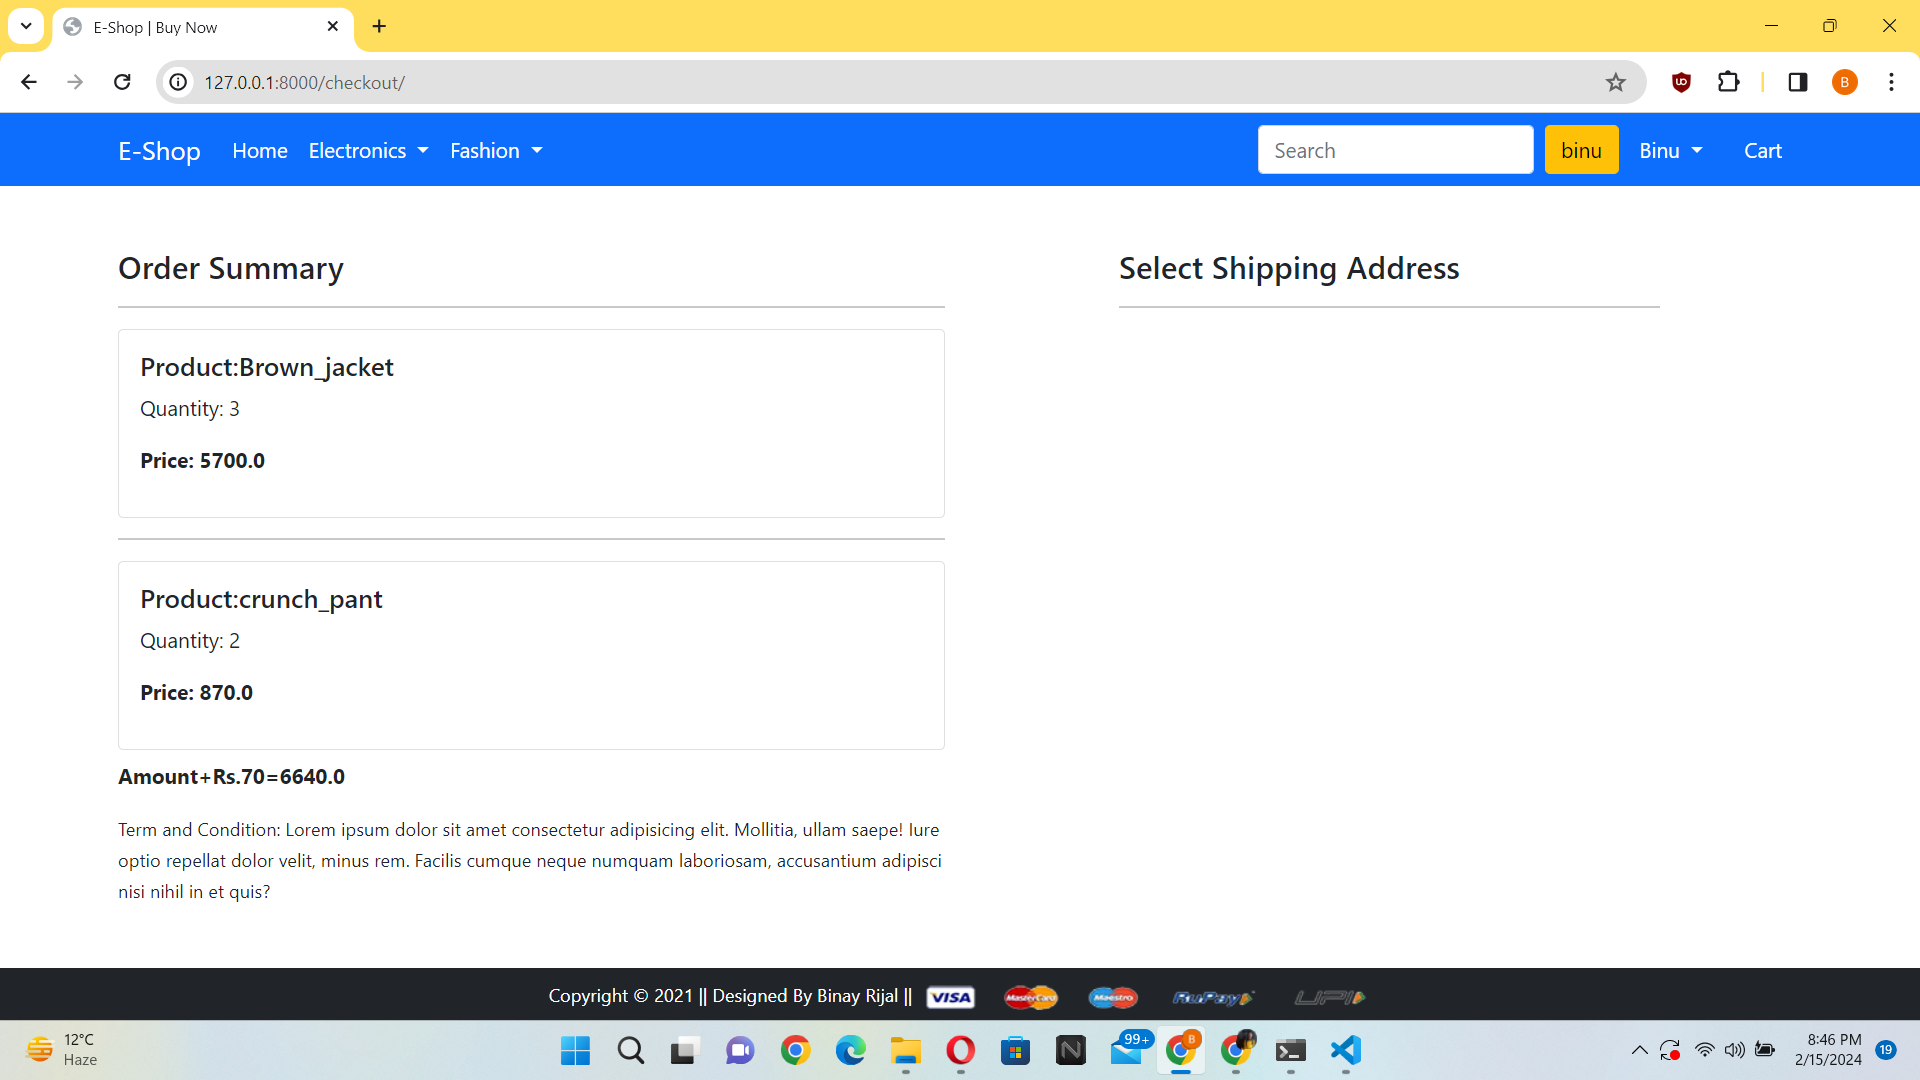 E-Shop | Buy Now
127.0.0.1:8000/checkout/
B
E-Shop Home Electronics Fashion Search binu Binu Cart
Order Summary
Select Shipping Address
Product:Brown_jacket
Quantity: 3
Price: 5700.0
Product:crunch_pant
Quantity: 2
Price: 870.0
Amount+Rs.70=6640.0
Term and Condition: Lorem ipsum dolor sit amet consectetur adipisicing elit. Mollitia, ullam saepe! Iure
optio repellat dolor velit, minus rem. Facilis cumque neque numquam laboriosam, accusantium adipisci
nisi nihil in et quis?
Copyright © 2021 || Designed By Binay Rijal || VISA MasterCard Maestro RuPay UPI
12°C
Haze
99+
B
8:46 PM
2/15/2024
19